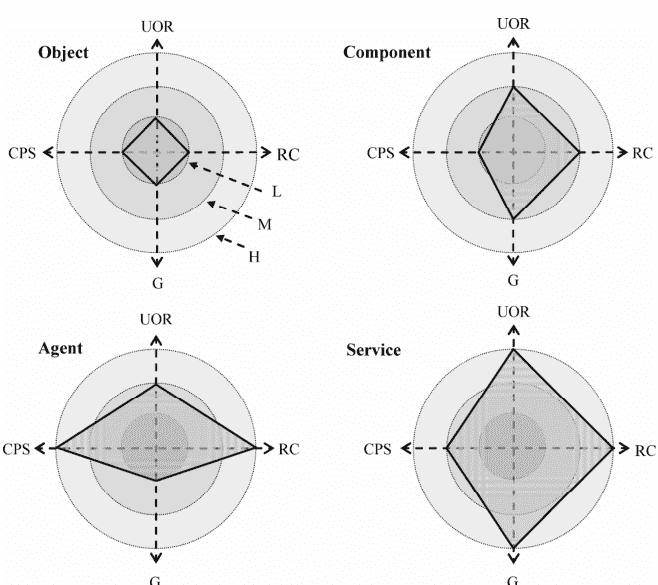 UOR
Object
CPS
RC
L
M
H
G
UOR
Component
CPS
RC
G
UOR
Agent
CPS
RC
G
UOR
Service
CPS
RC
G